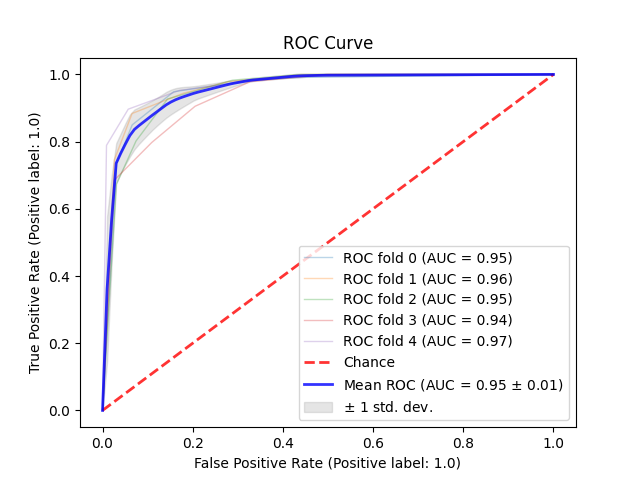 ROC Curve
True Positive Rate (Positive label: 1.0)
1.0
0.8
0.6
0.4
0.2
0.0
ROC fold 0 (AUC = 0.95)
ROC fold 1 (AUC = 0.96)
ROC fold 2 (AUC = 0.95)
ROC fold 3 (AUC = 0.94)
ROC fold 4 (AUC = 0.97)
Chance
Mean ROC (AUC = 0.95 ± 0.01)
± 1 std. dev.
0.0 0.2 0.4 0.6 0.8 1.0
False Positive Rate (Positive label: 1.0)